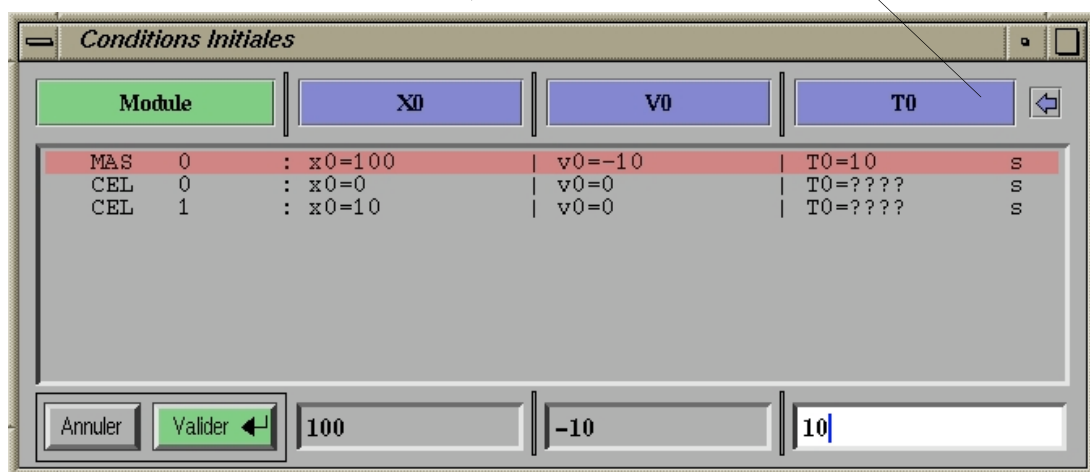 Conditions Initiales
Module X0 V0 T0
MAS 0 : x0=100 | v0=-10 | T0=10 s
CEL 0 : x0=0 | v0=0 | T0=???? s
CEL 1 : x0=10 | v0=0 | T0=???? s
Annuler Valider 100 -10 10